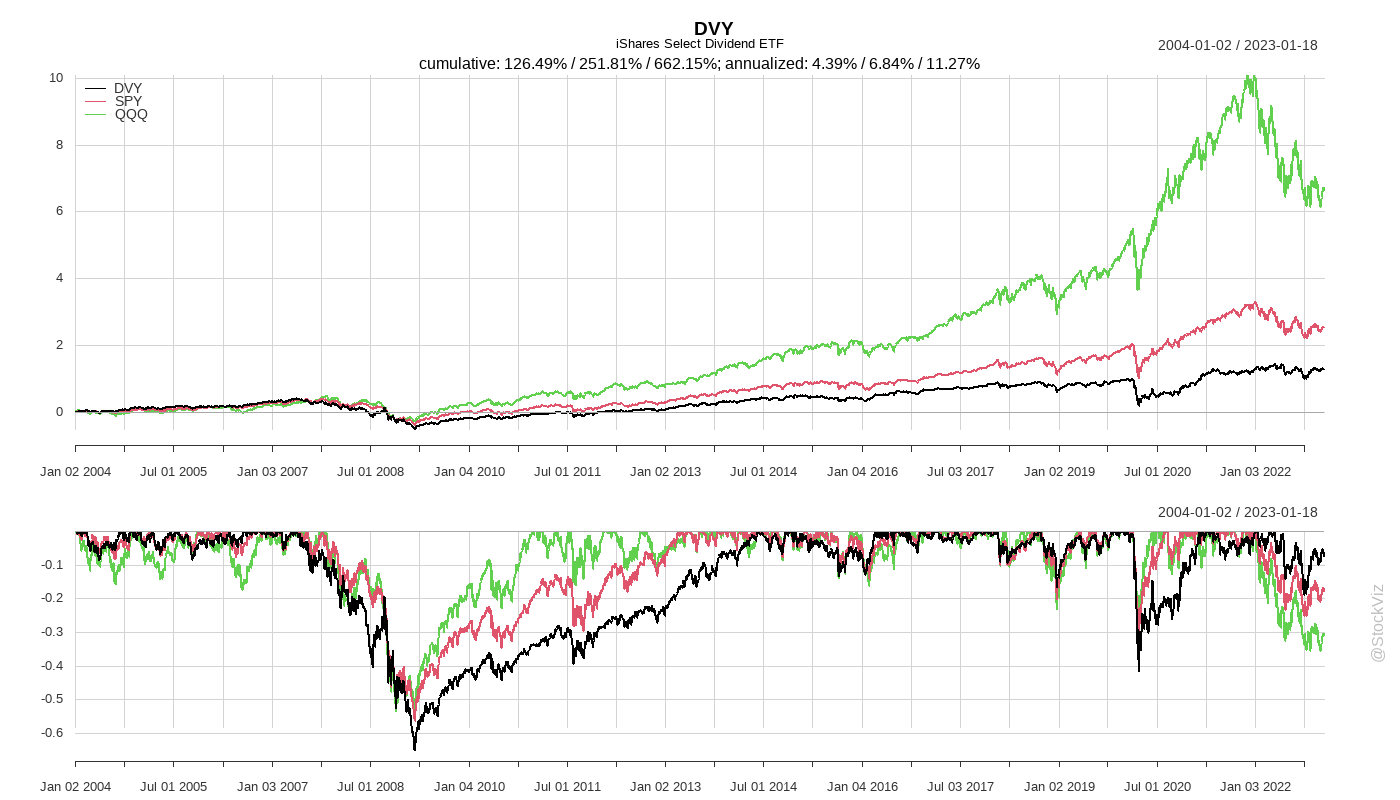 DVY
iShares Select Dividend ETF
2004-01-02 / 2023-01-18
cumulative: 126.49% / 251.81% / 662.15%; annualized: 4.39% / 6.84% / 11.27%
10
8
6
4
2
0
DVY
SPY
QQQ
Jan 02 2004 Jul 01 2005 Jan 03 2007 Jul 01 2008 Jan 04 2010 Jul 01 2011 Jan 02 2013 Jul 01 2014 Jan 04 2016 Jul 03 2017 Jan 02 2019 Jul 01 2020 Jan 03 2022
2004-01-02 / 2023-01-18
-0.1
-0.2
-0.3
-0.4
-0.5
-0.6
Jan 02 2004 Jul 01 2005 Jan 03 2007 Jul 01 2008 Jan 04 2010 Jul 01 2011 Jan 02 2013 Jul 01 2014 Jan 04 2016 Jul 03 2017 Jan 02 2019 Jul 01 2020 Jan 03 2022
@StockViz